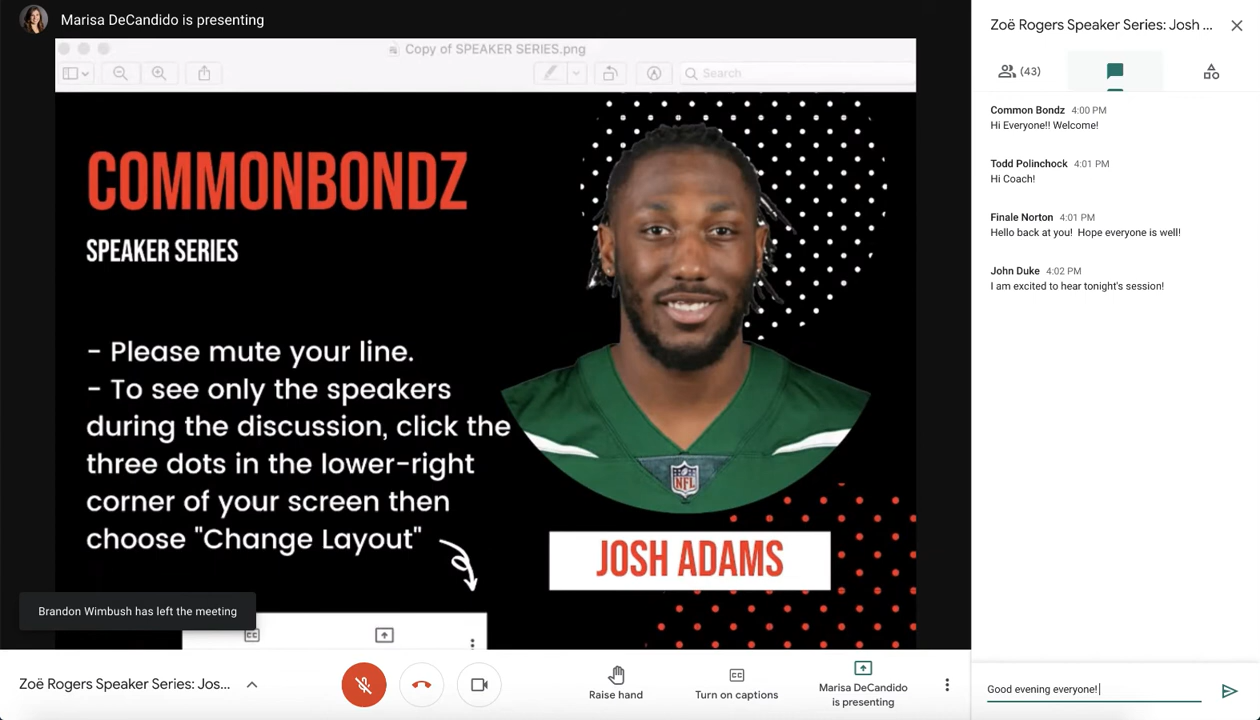 Marisa DeCandido is presenting
Copy of SPEAKER SERIES.png
Search
COMMONBONDZ
SPEAKER SERIES
- Please mute your line.
- To see only the speakers
during the discussion, click the
three dots in the lower-right
corner of your screen then
choose "Change Layout"
NFL
JOSH ADAMS
CC
Brandon Wimbush has left the meeting
Zoë Rogers Speaker Series: Jos...
Raise hand
CC
Turn on captions
Marisa DeCandido
is presenting
Zoë Rogers Speaker Series: Josh ...
(43)
Common Bondz 4:00 PM
Hi Everyone!! Welcome!
Todd Polinchock 4:01 PM
Hi Coach!
Finale Norton 4:01 PM
Hello back at you! Hope everyone is well!
John Duke 4:02 PM
I am excited to hear tonight's session!
Good evening everyone!